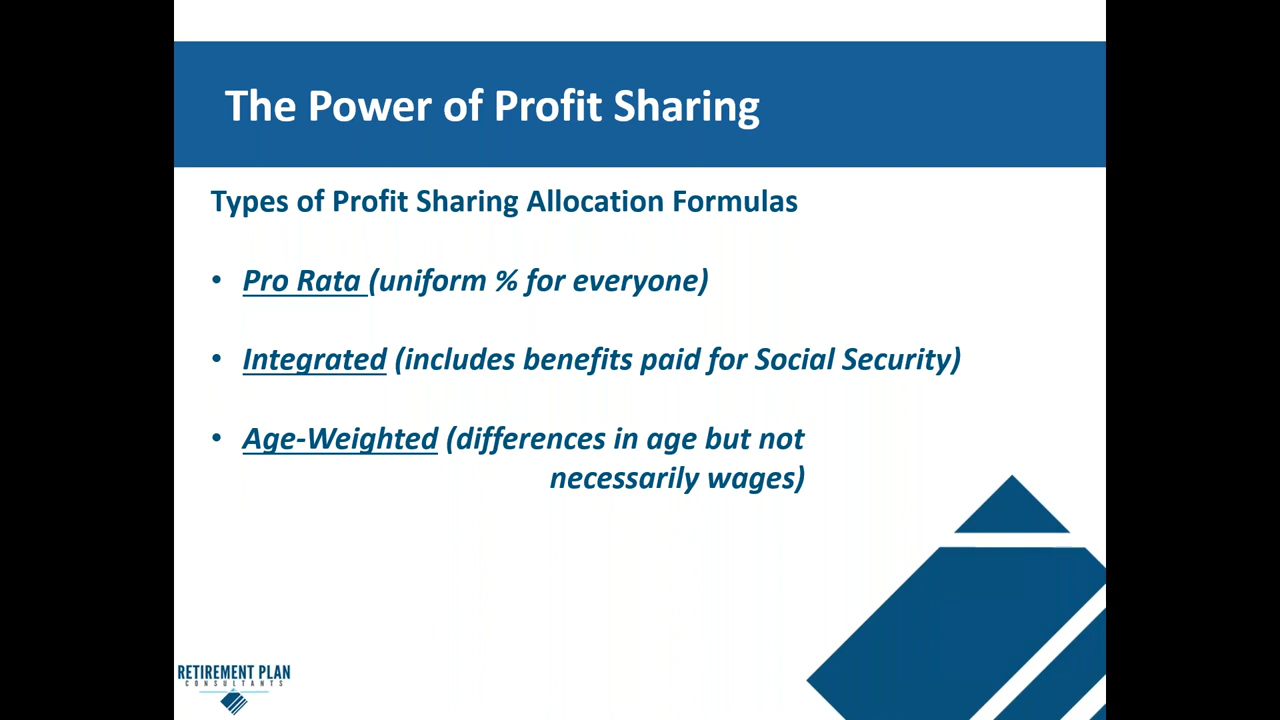 The Power of Profit Sharing
Types of Profit Sharing Allocation Formulas
• Pro Rata (uniform % for everyone)
• Integrated (includes benefits paid for Social Security)
• Age-Weighted (differences in age but not
necessarily wages)
RETIREMENT PLAN
CONSULTANTS